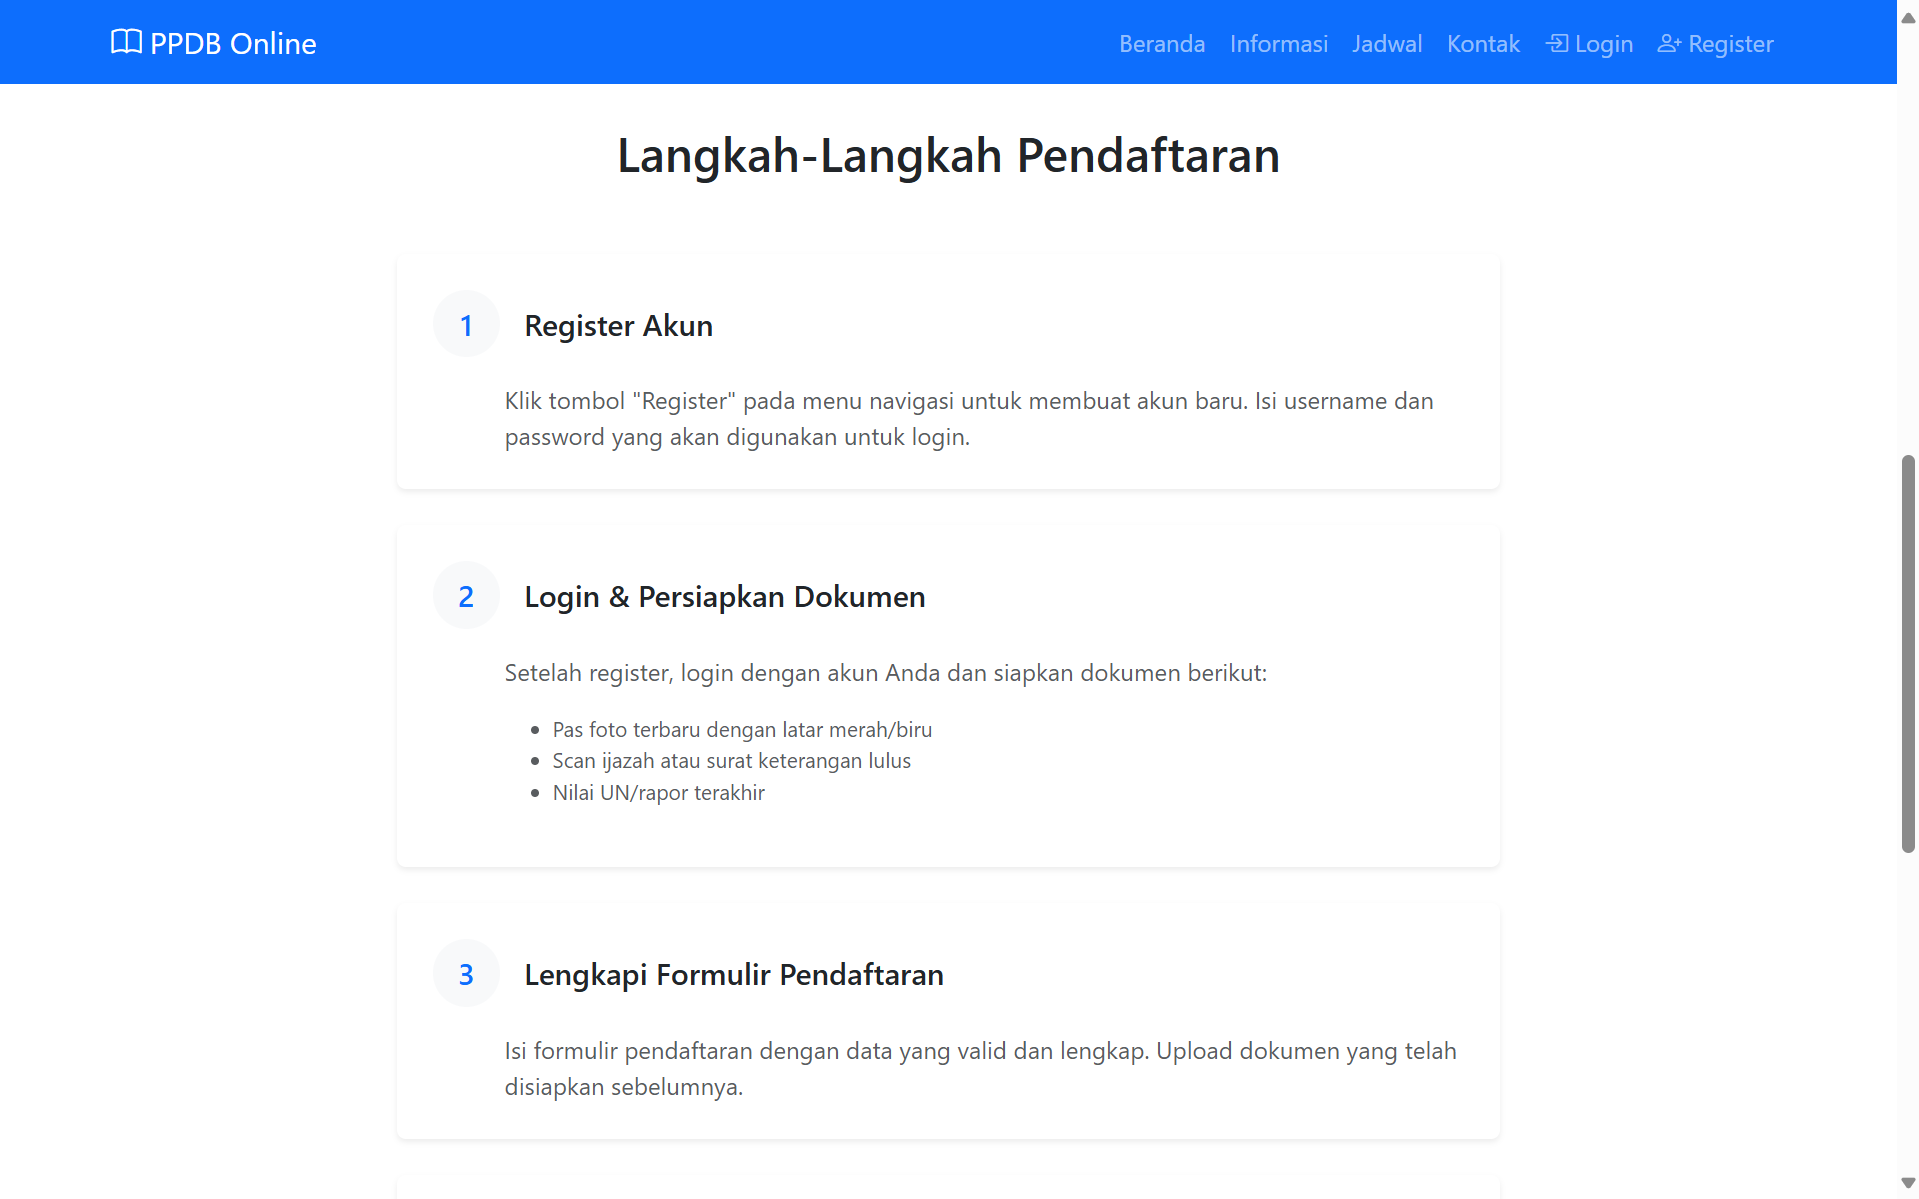 PPDB Online
Beranda Informasi Jadwal Kontak Login Register
Langkah-Langkah Pendaftaran
1 Register Akun
Klik tombol "Register" pada menu navigasi untuk membuat akun baru. Isi username dan
password yang akan digunakan untuk login.
2 Login & Persiapkan Dokumen
Setelah register, login dengan akun Anda dan siapkan dokumen berikut:
Pas foto terbaru dengan latar merah/biru
Scan ijazah atau surat keterangan lulus
Nilai UN/rapor terakhir
3 Lengkapi Formulir Pendaftaran
Isi formulir pendaftaran dengan data yang valid dan lengkap. Upload dokumen yang telah
disiapkan sebelumnya.